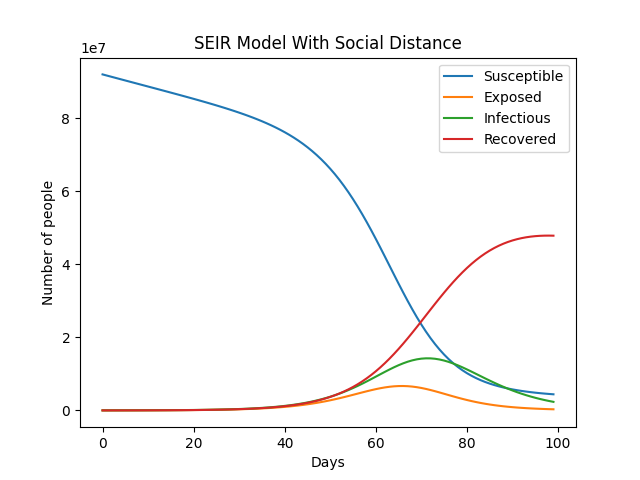 SEIR Model With Social Distance
1e7
Susceptible
Exposed
Infectious
Recovered
8
6
4
2
0
Number of people
0 20 40 60 80 100
Days